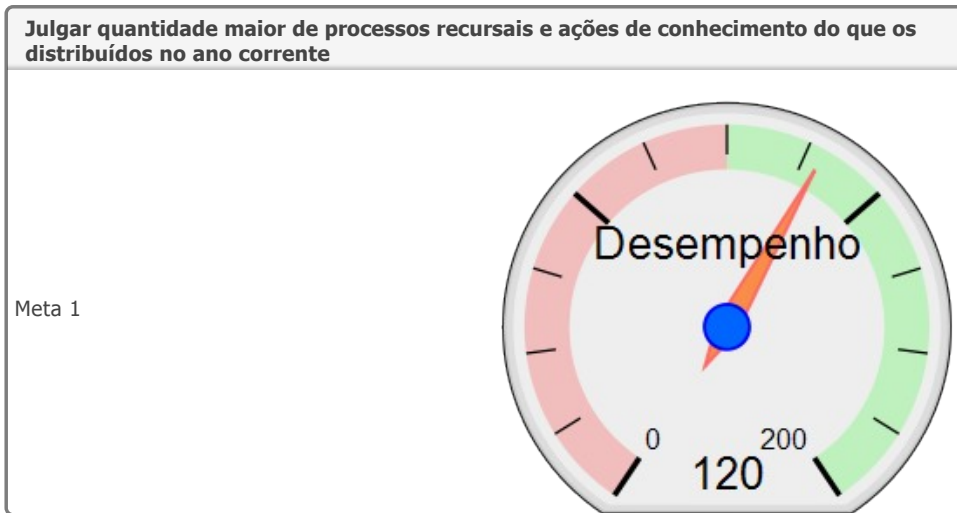 Julgar quantidade maior de processos recursais e ações de conhecimento do que os
distribuídos no ano corrente
Meta 1
Desempenho
0
200
120